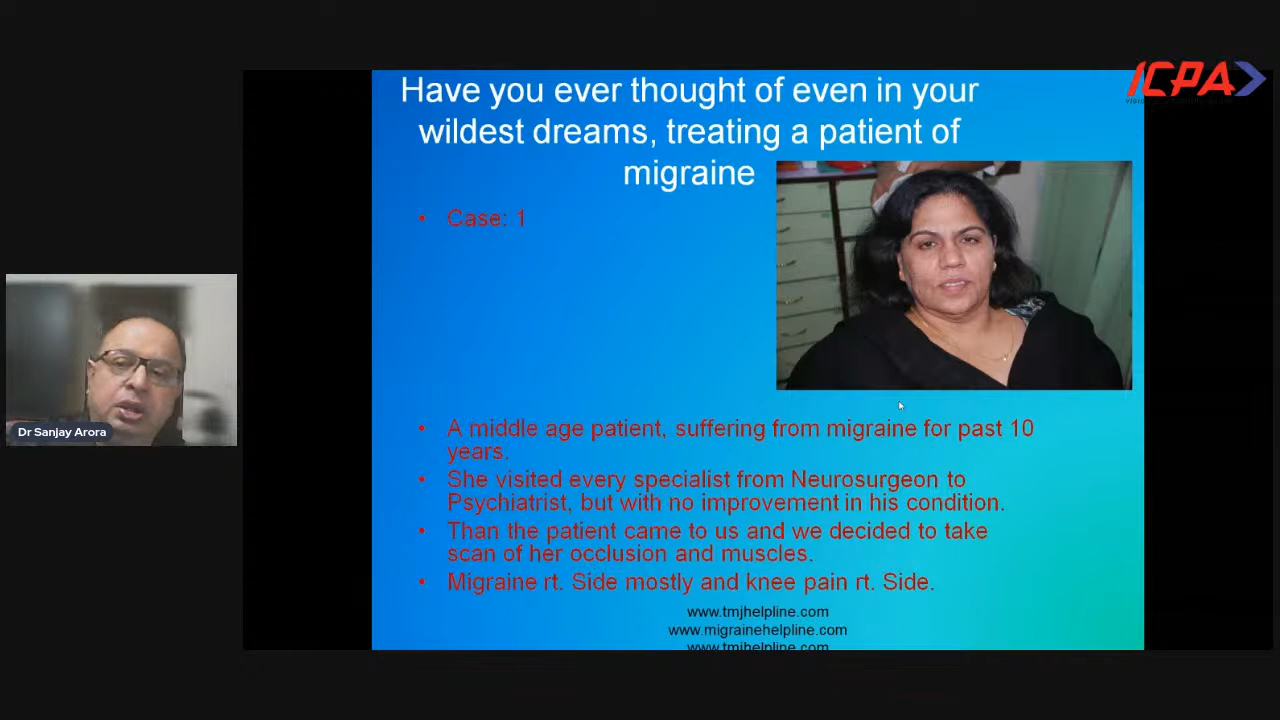 ICPA
Have you ever thought of even in your
wildest dreams, treating a patient of
migraine
• Case: 1
Dr Sanjay Arora
• A middle age patient, suffering from migraine for past 10
years.
• She visited every specialist from Neurosurgeon to
Psychiatrist, but with no improvement in his condition.
• Than the patient came to us and we decided to take
scan of her occlusion and muscles.
• Migraine rt. Side mostly and knee pain rt. Side.
www.tmjhelpline.com
www.migrainehelpline.com
www.tmjhelpline.com